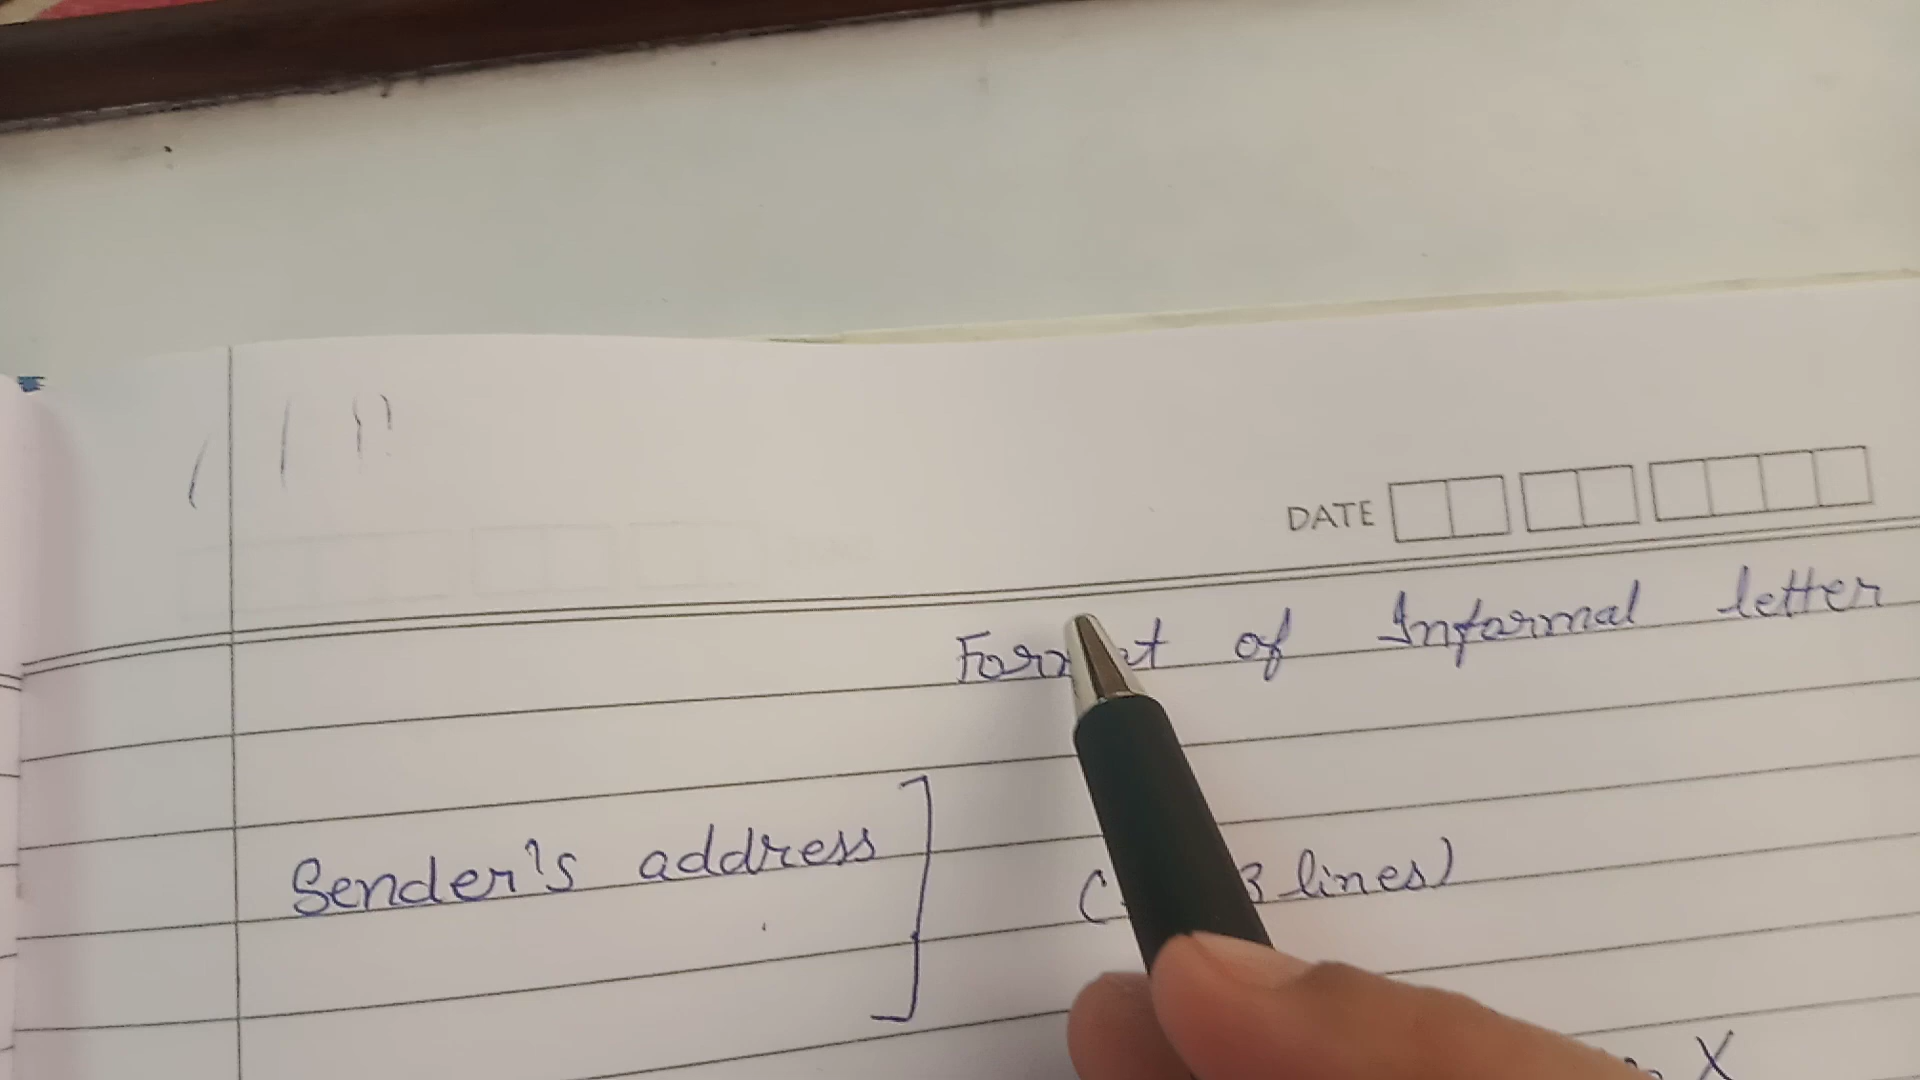 DATE
Format of Informal letter
Sender's address
3 lines)
X